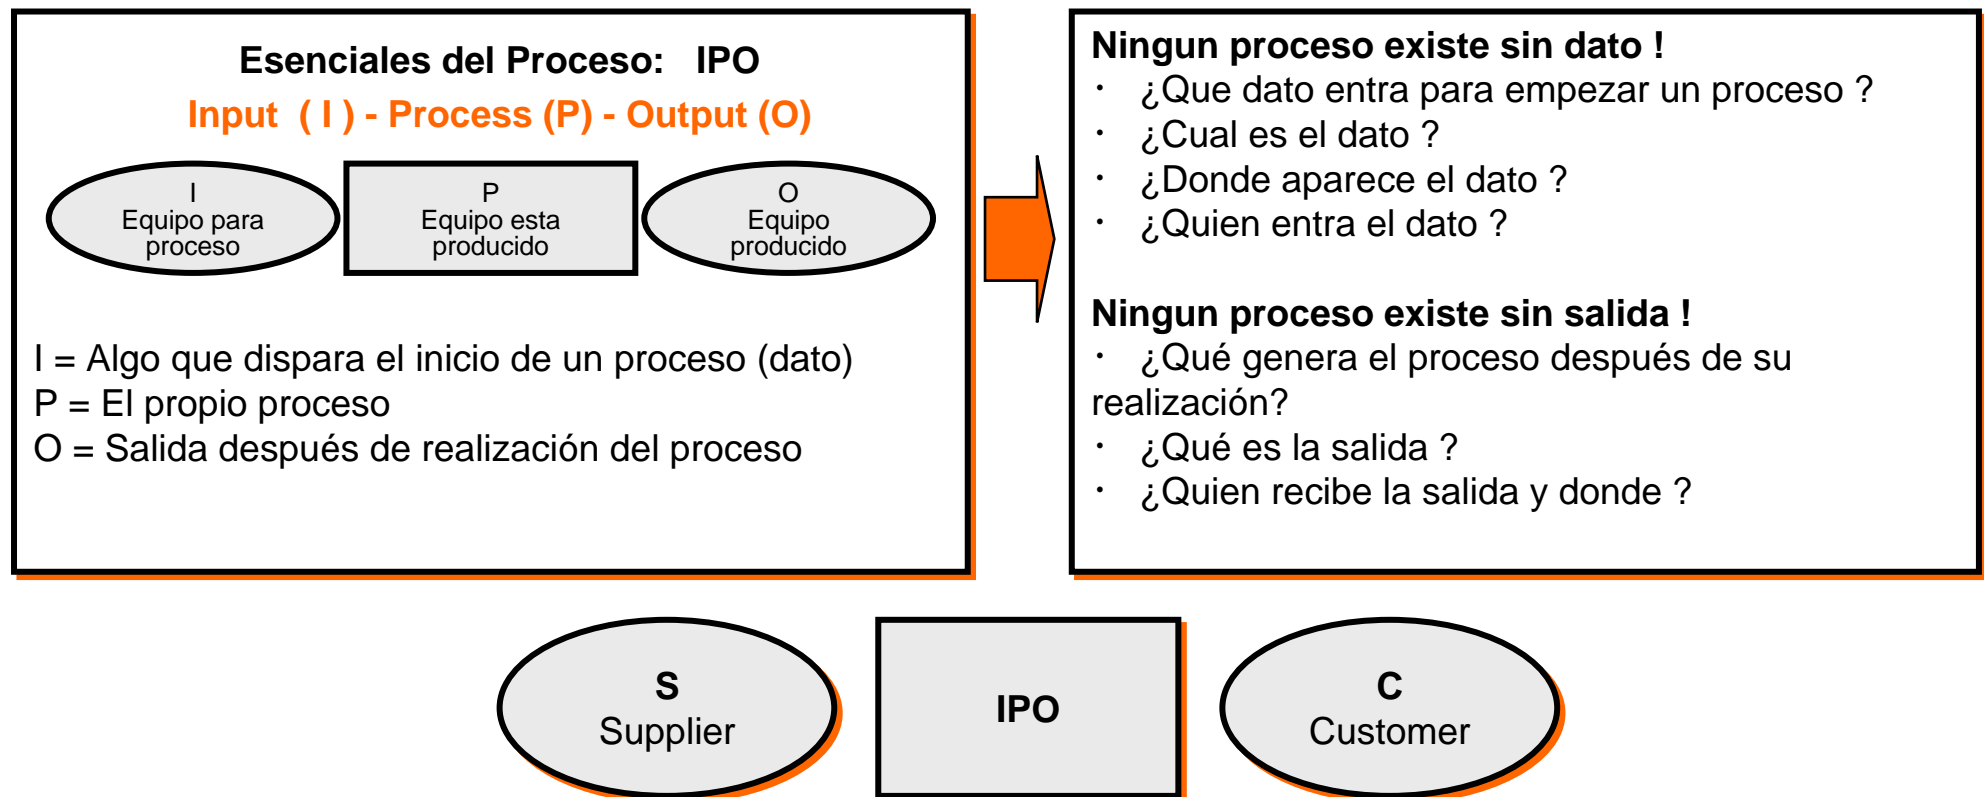 Esenciales del Proceso: IPO
Input ( I ) - Process (P) - Output (O)
I
Equipo para
proceso
P
Equipo esta
producido
O
Equipo
producido
I = Algo que dispara el inicio de un proceso (dato)
P = El propio proceso
O = Salida después de realización del proceso
Ningun proceso existe sin dato !
· ¿Que dato entra para empezar un proceso ?
· ¿Cual es el dato ?
· ¿Donde aparece el dato ?
· ¿Quien entra el dato ?
Ningun proceso existe sin salida !
· ¿Qué genera el proceso después de su
realización?
· ¿Qué es la salida ?
· ¿Quien recibe la salida y donde ?
S
Supplier
IPO
C
Customer